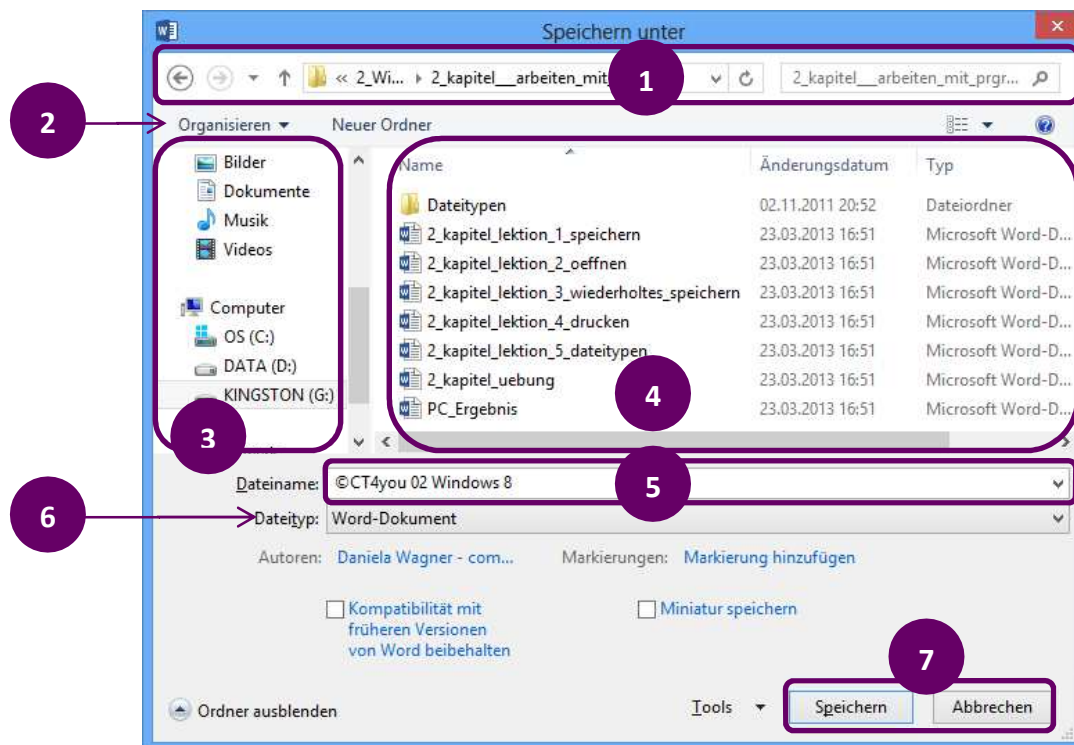 Speichern unter
1
« 2_Wi... 2_kapitel__arbeiten_mit_ 2_kapitel__arbeiten_mit_prgr...
2
Organisieren Neuer Ordner
Bilder
Dokumente
Musik
Videos
Computer
OS (C:)
DATA (D:)
KINGSTON (G:)
3
Name Änderungsdatum Typ
Dateitypen 02.11.2011 20:52 Dateiordner
2_kapitel_lektion_1_speichern 23.03.2013 16:51 Microsoft Word-D...
2_kapitel_lektion_2_oeffnen 23.03.2013 16:51 Microsoft Word-D...
2_kapitel_lektion_3_wiederholtes_speichern 23.03.2013 16:51 Microsoft Word-D...
2_kapitel_lektion_4_drucken 23.03.2013 16:51 Microsoft Word-D...
2_kapitel_lektion_5_dateitypen 23.03.2013 16:51 Microsoft Word-D...
2_kapitel_uebung 23.03.2013 16:51 Microsoft Word-D...
PC_Ergebnis 23.03.2013 16:51 Microsoft Word-D...
4
Dateiname: ©CT4you 02 Windows 8
5
6
Dateityp: Word-Dokument
Autoren: Daniela Wagner - com... Markierungen: Markierung hinzufügen
Kompatibilität mit
früheren Versionen
von Word beibehalten
Miniatur speichern
7
Ordner ausblenden Tools Speichern Abbrechen